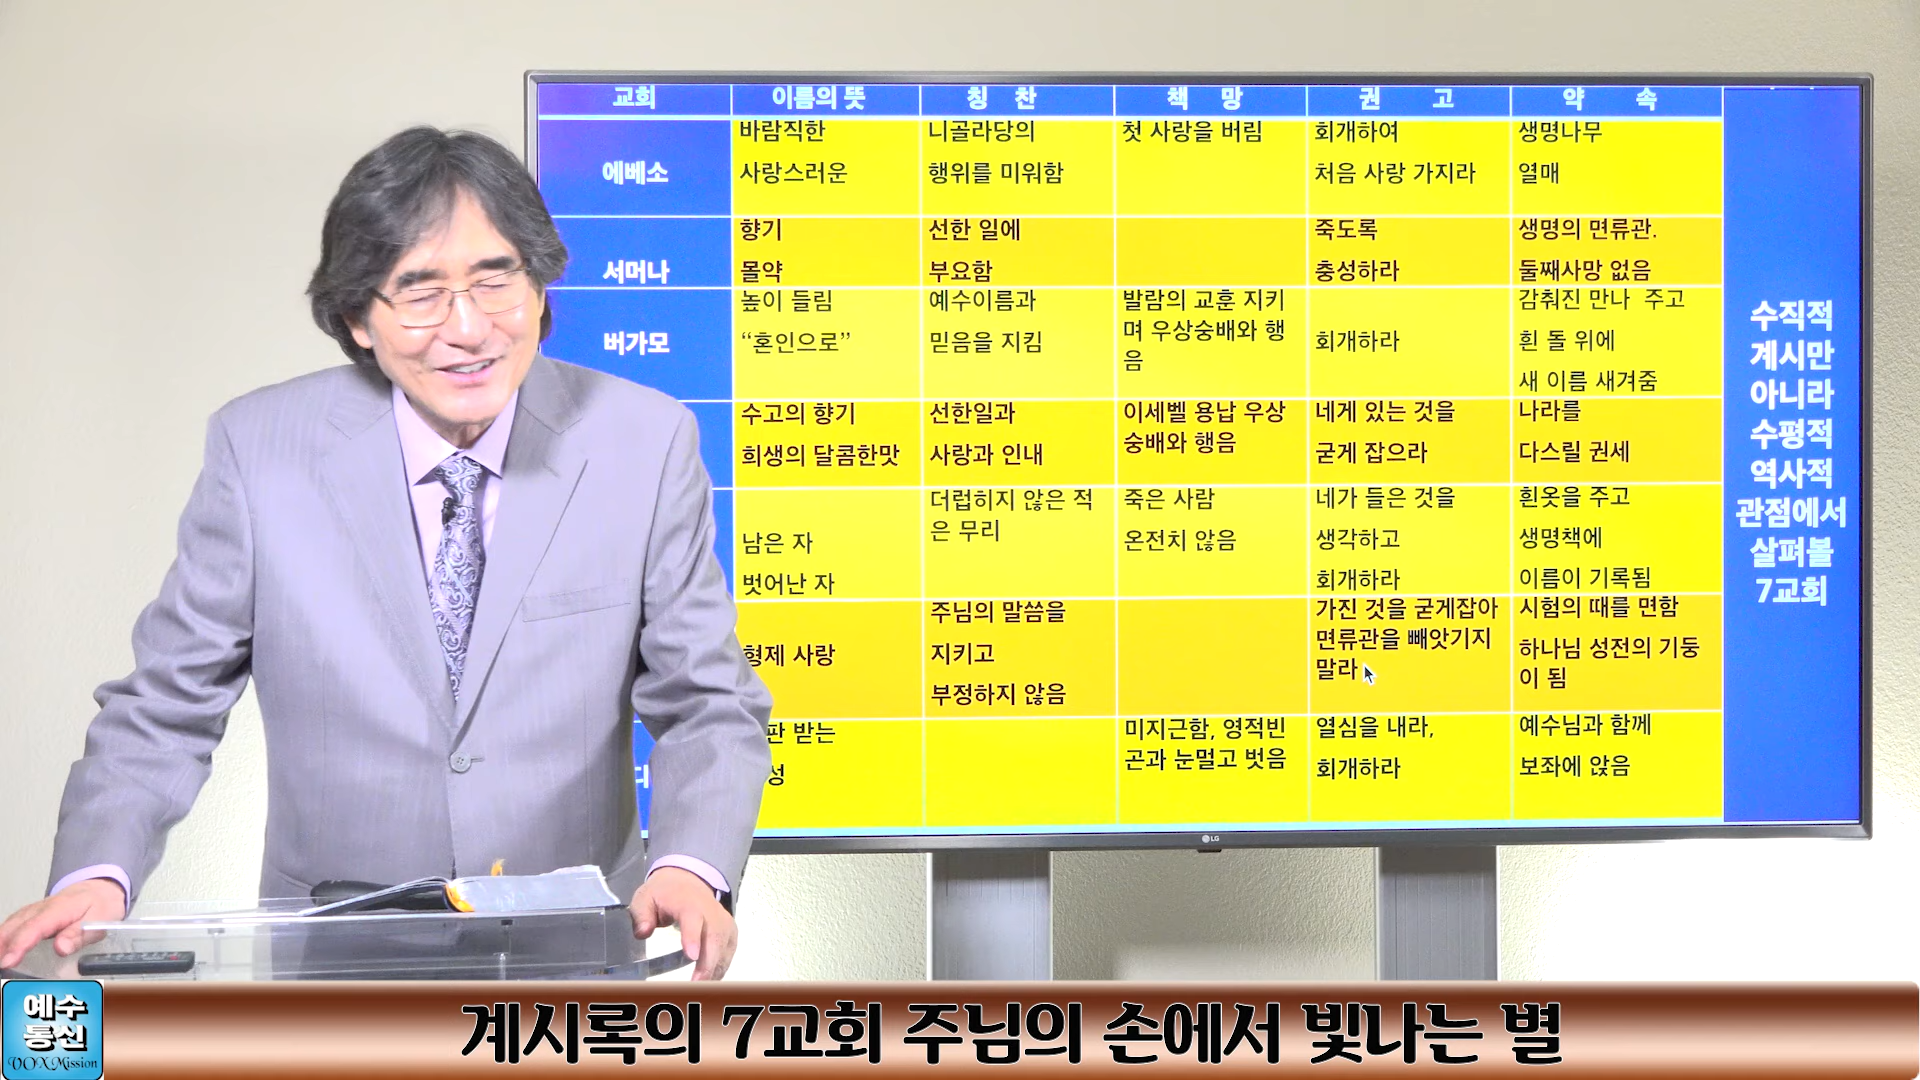 교회 이름의 뜻 칭 찬 책 망 권 고 약 속
에베소
바람직한
사랑스러운
니골라당의
행위를 미워함
첫 사랑을 버림
회개하여
처음 사랑 가지라
생명나무
열매
서머나
향기
몰약
선한 일에
부요함
죽도록
충성하라
생명의 면류관.
둘째사망 없음
버가모
높이 들림
“혼인으로”
예수이름과
믿음을 지킴
발람의 교훈 지키
며 우상숭배와 행
음
회개하라
감춰진 만나 주고
흰 돌 위에
새 이름 새겨줌
수고의 향기
희생의 달콤한맛
선한일과
사랑과 인내
이세벨 용납 우상
숭배와 행음
네게 있는 것을
굳게 잡으라
나라를
다스릴 권세
남은 자
벗어난 자
더럽히지 않은 적
은 무리
죽은 사람
온전치 않음
네가 들은 것을
생각하고
회개하라
흰옷을 주고
생명책에
이름이 기록됨
형제 사랑
주님의 말씀을
지키고
부정하지 않음
가진 것을 굳게잡아
면류관을 빼앗기지
말라
시험의 때를 면함
하나님 성전의 기둥
이 됨
판 받는
성
미지근함, 영적빈
곤과 눈멀고 벗음
열심을 내라,
회개하라
예수님과 함께
보좌에 앉음
수직적
계시만
아니라
수평적
역사적
관점에서
살펴볼
7교회
LG
예수
통신
VOX Mission
계시록의 7교회 주님의 손에서 빛나는 별